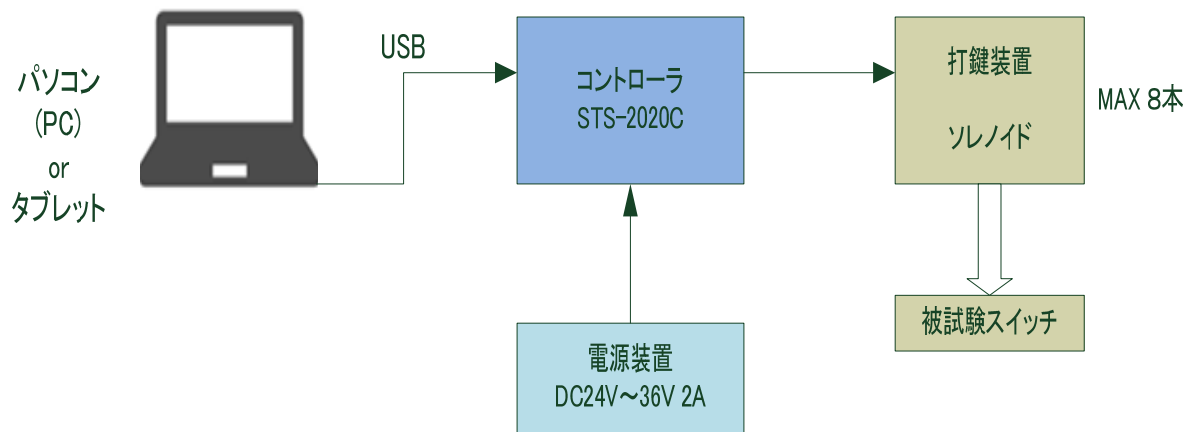 パソコン
(PC)
or
タブレット
USB
コントローラ
STS-2020C
打鍵装置
ソレノイド
MAX 8本
被試験スイッチ
電源装置
DC24V～36V 2A